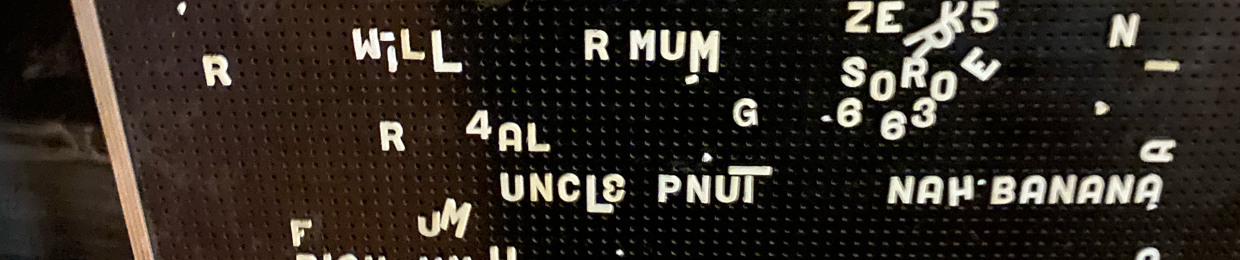 ZE K5
R
WiLL
R MUM
N
R
E
SORO
G
663
R
4AL
A
UNCLE PNUT
NAH BANANA
F
UM